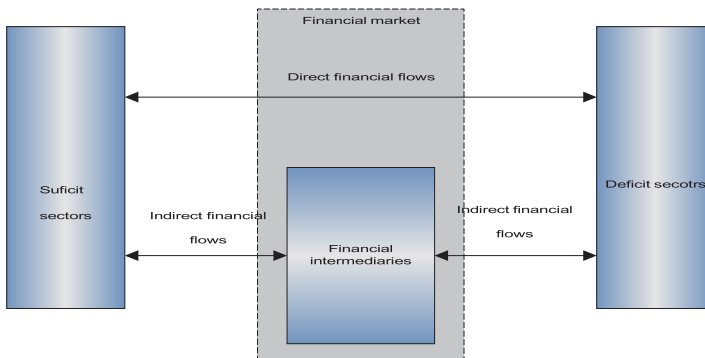 Financial market
Direct financial flows
Suficit
sectors
Deficit secotrs
Indirect financial
flows
Indirect financial
flows
Financial
intermediaries